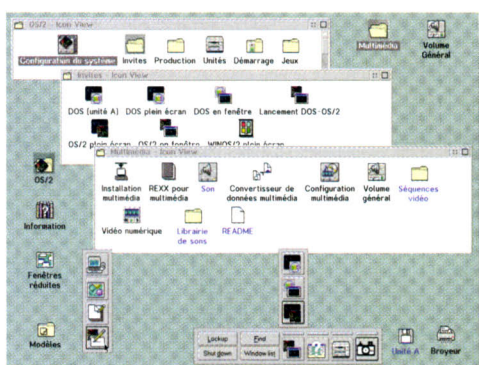 OS/2 - Icon View
Configuration du système Invites Production Unités Démarrage Jeux
Multimédia
Volume Général
Invites - Icon View
DOS (unité A) DOS plein écran DOS en fenêtre Lancement DOS-OS/2
OS/2 plein écran OS/2 en fenêtre WINOS/2 plein écran
Multimédia - Icon View
Installation multimédia
REXX pour multimédia
Son
Convertisseur de données multimédia
Configuration multimédia
Volume général
Séquences vidéo
Vidéo numérique
Librairie de sons
README
OS/2
Information
Fenêtres réduites
Modèles
Lockup Find
Shut down Window list
Unité A
Broyeur